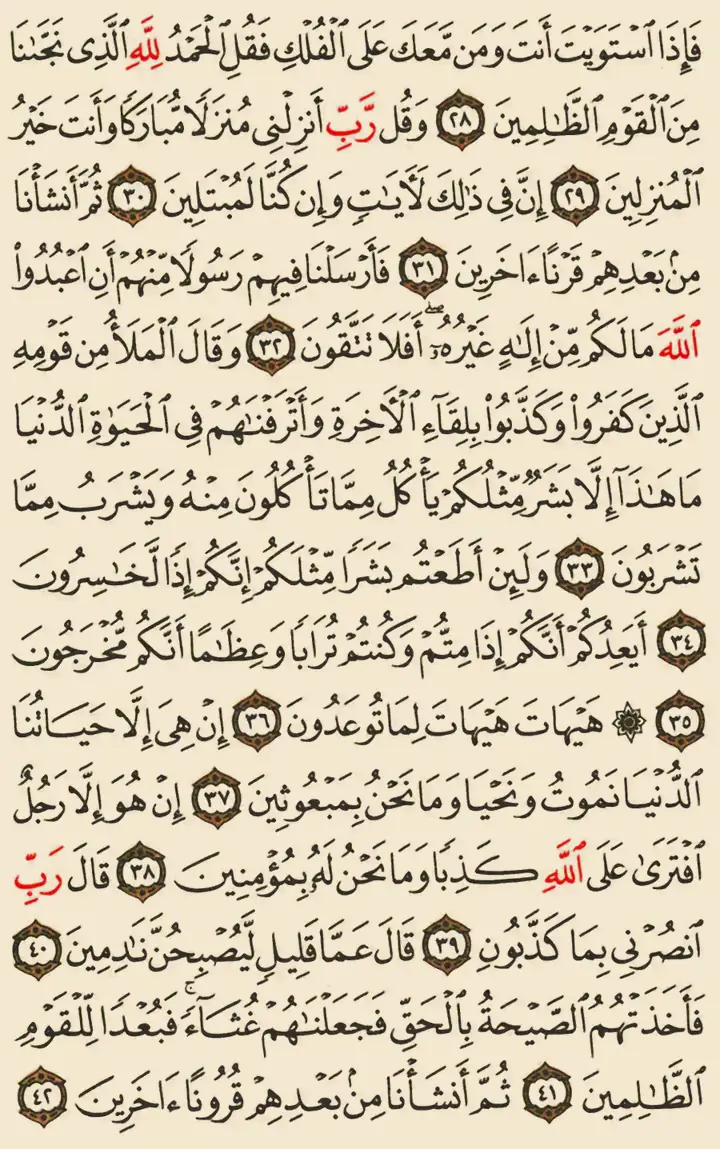 فَإِذَا ٱسۡتَوَيۡتَ أَنتَ وَمَن مَّعَكَ عَلَى ٱلۡفُلۡكِ فَقُلِ ٱلۡحَمۡدُ لِلَّهِ ٱلَّذِي نَجَّىٰنَا
مِنَ ٱلۡقَوۡمِ ٱلظَّٰلِمِينَ ٢٨ وَقُل رَّبِّ أَنزِلۡنِي مُنزَلٗا مُّبَارَكٗا وَأَنتَ خَيۡرُ
ٱلۡمُنزِلِينَ ٢٩ إِنَّ فِي ذَٰلِكَ لَأٓيَٰتٖ وَإِن كُنَّا لَمُبۡتَلِينَ ٣٠ ثُمَّ أَنشَأۡنَا
مِنۢ بَعۡدِهِمۡ قَرۡنًا ءَاخَرِينَ ٣١ فَأَرۡسَلۡنَا فِيهِمۡ رَسُولٗا مِّنۡهُمۡ أَنِ ٱعۡبُدُواْ
ٱللَّهَ مَا لَكُم مِّنۡ إِلَٰهٍ غَيۡرُهُۥٓۖ أَفَلَا تَتَّقُونَ ٣٢ وَقَالَ ٱلۡمَلَأُ مِن قَوۡمِهِ
ٱلَّذِينَ كَفَرُواْ وَكَذَّبُواْ بِلِقَآءِ ٱلۡأٓخِرَةِ وَأَتۡرَفۡنَٰهُمۡ فِي ٱلۡحَيَوٰةِ ٱلدُّنۡيَا
مَا هَٰذَآ إِلَّا بَشَرٞ مِّثۡلُكُمۡ يَأۡكُلُ مِمَّا تَأۡكُلُونَ مِنۡهُ وَيَشۡرَبُ مِمَّا
تَشۡرَبُونَ ٣٣ وَلَئِنۡ أَطَعۡتُم بَشَرٗا مِّثۡلَكُمۡ إِنَّكُمۡ إِذٗا لَّخَٰسِرُونَ
٣٤ أَيَعِدُكُمۡ أَنَّكُمۡ إِذَا مِتُّمۡ وَكُنتُمۡ تُرَابٗا وَعِظَٰمًا أَنَّكُم مُّخۡرَجُونَ
٣٥ ۞ هَيۡهَاتَ هَيۡهَاتَ لِمَا تُوعَدُونَ ٣٦ إِنۡ هِيَ إِلَّا حَيَاتُنَا
ٱلدُّنۡيَا نَمُوتُ وَنَحۡيَا وَمَا نَحۡنُ بِمَبۡعُوثِينَ ٣٧ إِنۡ هُوَ إِلَّا رَجُلٌ
ٱفۡتَرَىٰ عَلَى ٱللَّهِ كَذِبٗا وَمَا نَحۡنُ لَهُۥ بِمُؤۡمِنِينَ ٣٨ قَالَ رَبِّ
ٱنصُرۡنِي بِمَا كَذَّبُونِ ٣٩ قَالَ عَمَّا قَلِيلٖ لَّيُصۡبِحُنَّ نَٰدِمِينَ ٤٠
فَأَخَذَتۡهُمُ ٱلصَّيۡحَةُ بِٱلۡحَقِّ فَجَعَلۡنَٰهُمۡ غُثَآءٗۚ فَبُعۡدٗا لِّلۡقَوۡمِ
ٱلظَّٰلِمِينَ ٤١ ثُمَّ أَنشَأۡنَا مِنۢ بَعۡدِهِمۡ قُرُونًا ءَاخَرِينَ ٤٢